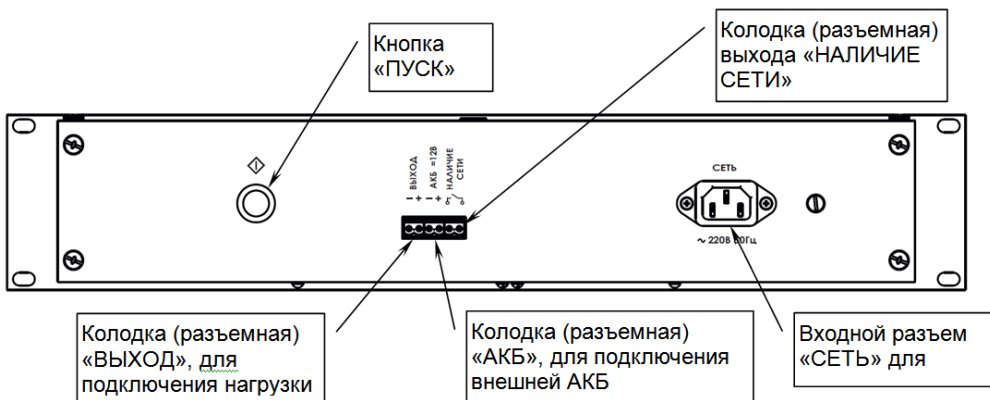 Кнопка
«ПУСК»
Колодка (разъемная)
выхода «НАЛИЧИЕ
СЕТИ»
ВЫХОД
− +
АКБ =12В
− +
НАЛИЧИЕ
СЕТИ
СЕТЬ
~ 220В 50Гц
Колодка (разъемная)
«ВЫХОД», для
подключения нагрузки
Колодка (разъемная)
«АКБ», для подключения
внешней АКБ
Входной разъем
«СЕТЬ» для